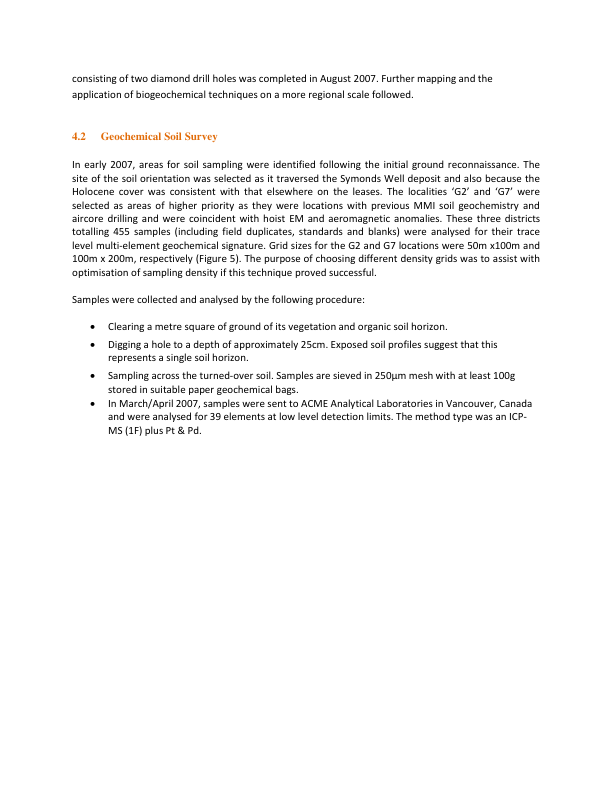 consisting of two diamond drill holes was completed in August 2007. Further mapping and the
application of biogeochemical techniques on a more regional scale followed.
4.2 Geochemical Soil Survey
In early 2007, areas for soil sampling were identified following the initial ground reconnaissance. The
site of the soil orientation was selected as it traversed the Symonds Well deposit and also because the
Holocene cover was consistent with that elsewhere on the leases. The localities ‘G2’ and ‘G7’ were
selected as areas of higher priority as they were locations with previous MMI soil geochemistry and
aircore drilling and were coincident with hoist EM and aeromagnetic anomalies. These three districts
totalling 455 samples (including field duplicates, standards and blanks) were analysed for their trace
level multi-element geochemical signature. Grid sizes for the G2 and G7 locations were 50m x100m and
100m x 200m, respectively (Figure 5). The purpose of choosing different density grids was to assist with
optimisation of sampling density if this technique proved successful.
Samples were collected and analysed by the following procedure:
• Clearing a metre square of ground of its vegetation and organic soil horizon.
• Digging a hole to a depth of approximately 25cm. Exposed soil profiles suggest that this
represents a single soil horizon.
• Sampling across the turned-over soil. Samples are sieved in 250µm mesh with at least 100g
stored in suitable paper geochemical bags.
• In March/April 2007, samples were sent to ACME Analytical Laboratories in Vancouver, Canada
and were analysed for 39 elements at low level detection limits. The method type was an ICP-
MS (1F) plus Pt & Pd.